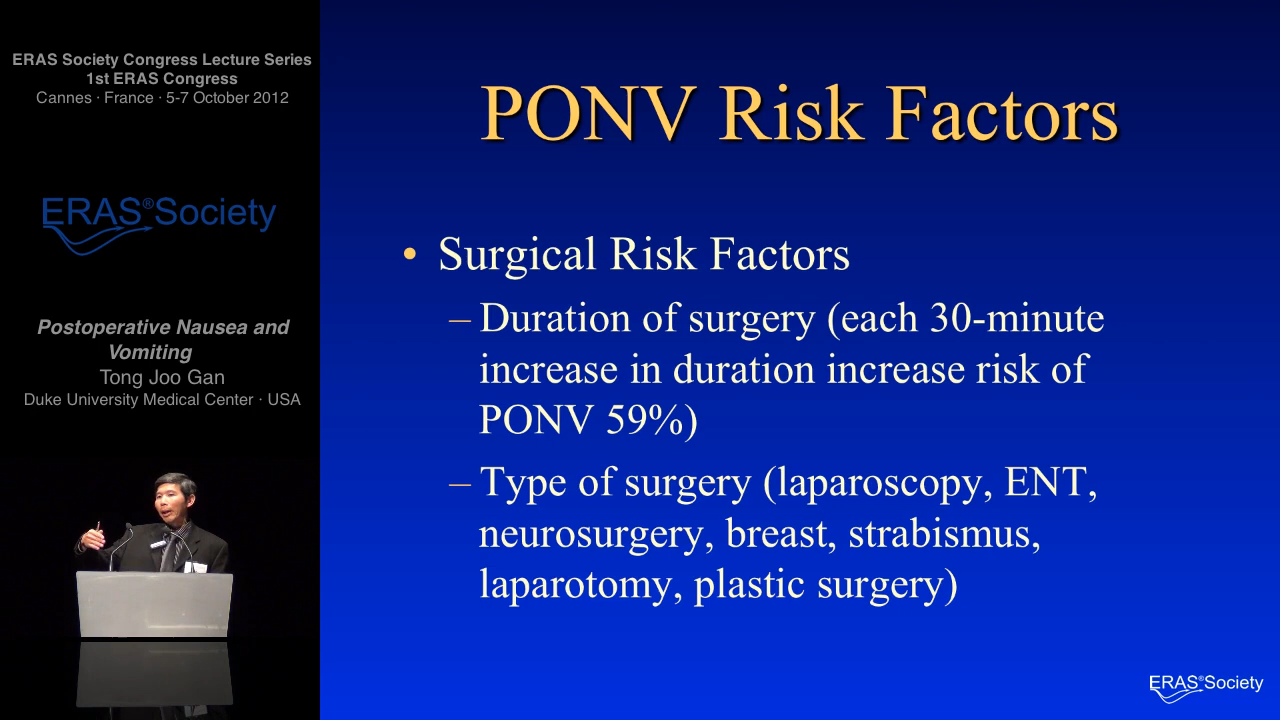 ERAS Society Congress Lecture Series
1st ERAS Congress
Cannes · France · 5-7 October 2012
ERAS®Society
Postoperative Nausea and
Vomiting
Tong Joo Gan
Duke University Medical Center · USA
PONV Risk Factors
• Surgical Risk Factors
– Duration of surgery (each 30-minute
increase in duration increase risk of
PONV 59%)
– Type of surgery (laparoscopy, ENT,
neurosurgery, breast, strabismus,
laparotomy, plastic surgery)
ERAS®Society